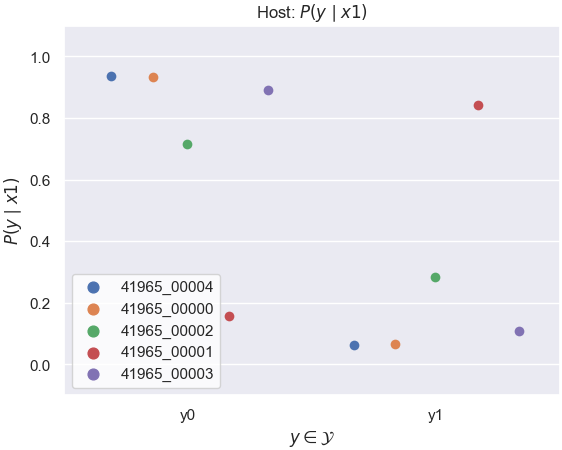 Host: P(y | x1)
P(y | x1)
1.0
0.8
0.6
0.4
0.2
0.0
41965_00004
41965_00000
41965_00002
41965_00001
41965_00003
y0
y1
y ∈ 𝒴